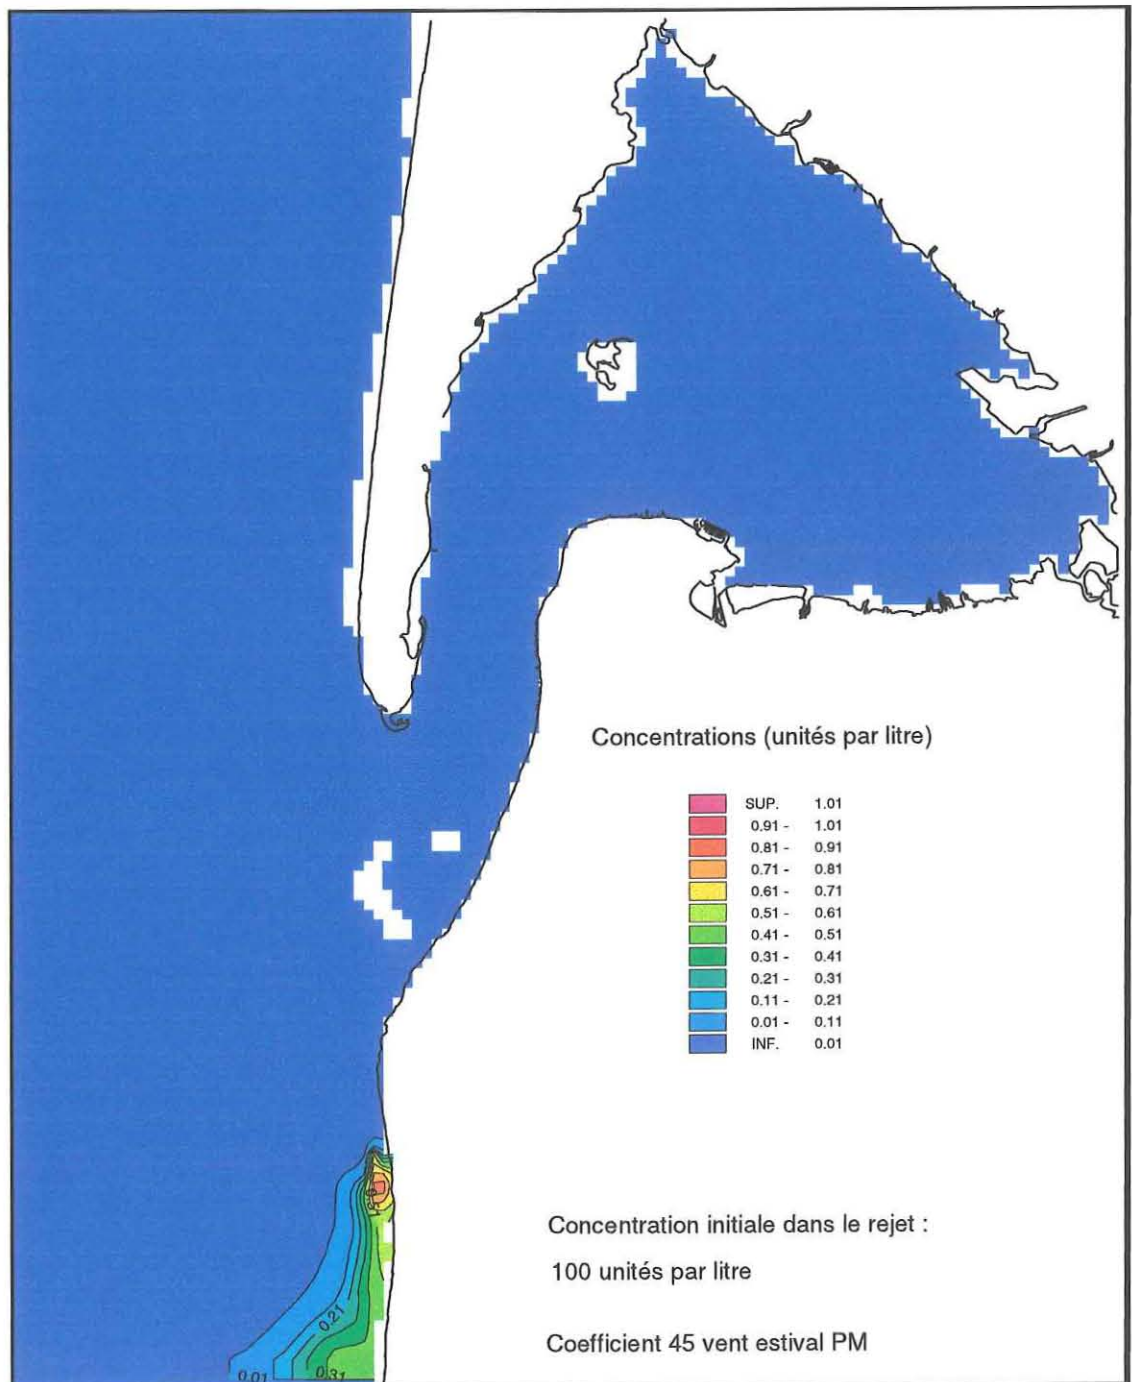 Concentrations (unités par litre)
SUP. 1.01
0.91 - 1.01
0.81 - 0.91
0.71 - 0.81
0.61 - 0.71
0.51 - 0.61
0.41 - 0.51
0.31 - 0.41
0.21 - 0.31
0.11 - 0.21
0.01 - 0.11
INF. 0.01
Concentration initiale dans le rejet :
100 unités par litre
0.21
Coefficient 45 vent estival PM
0.01
0.31